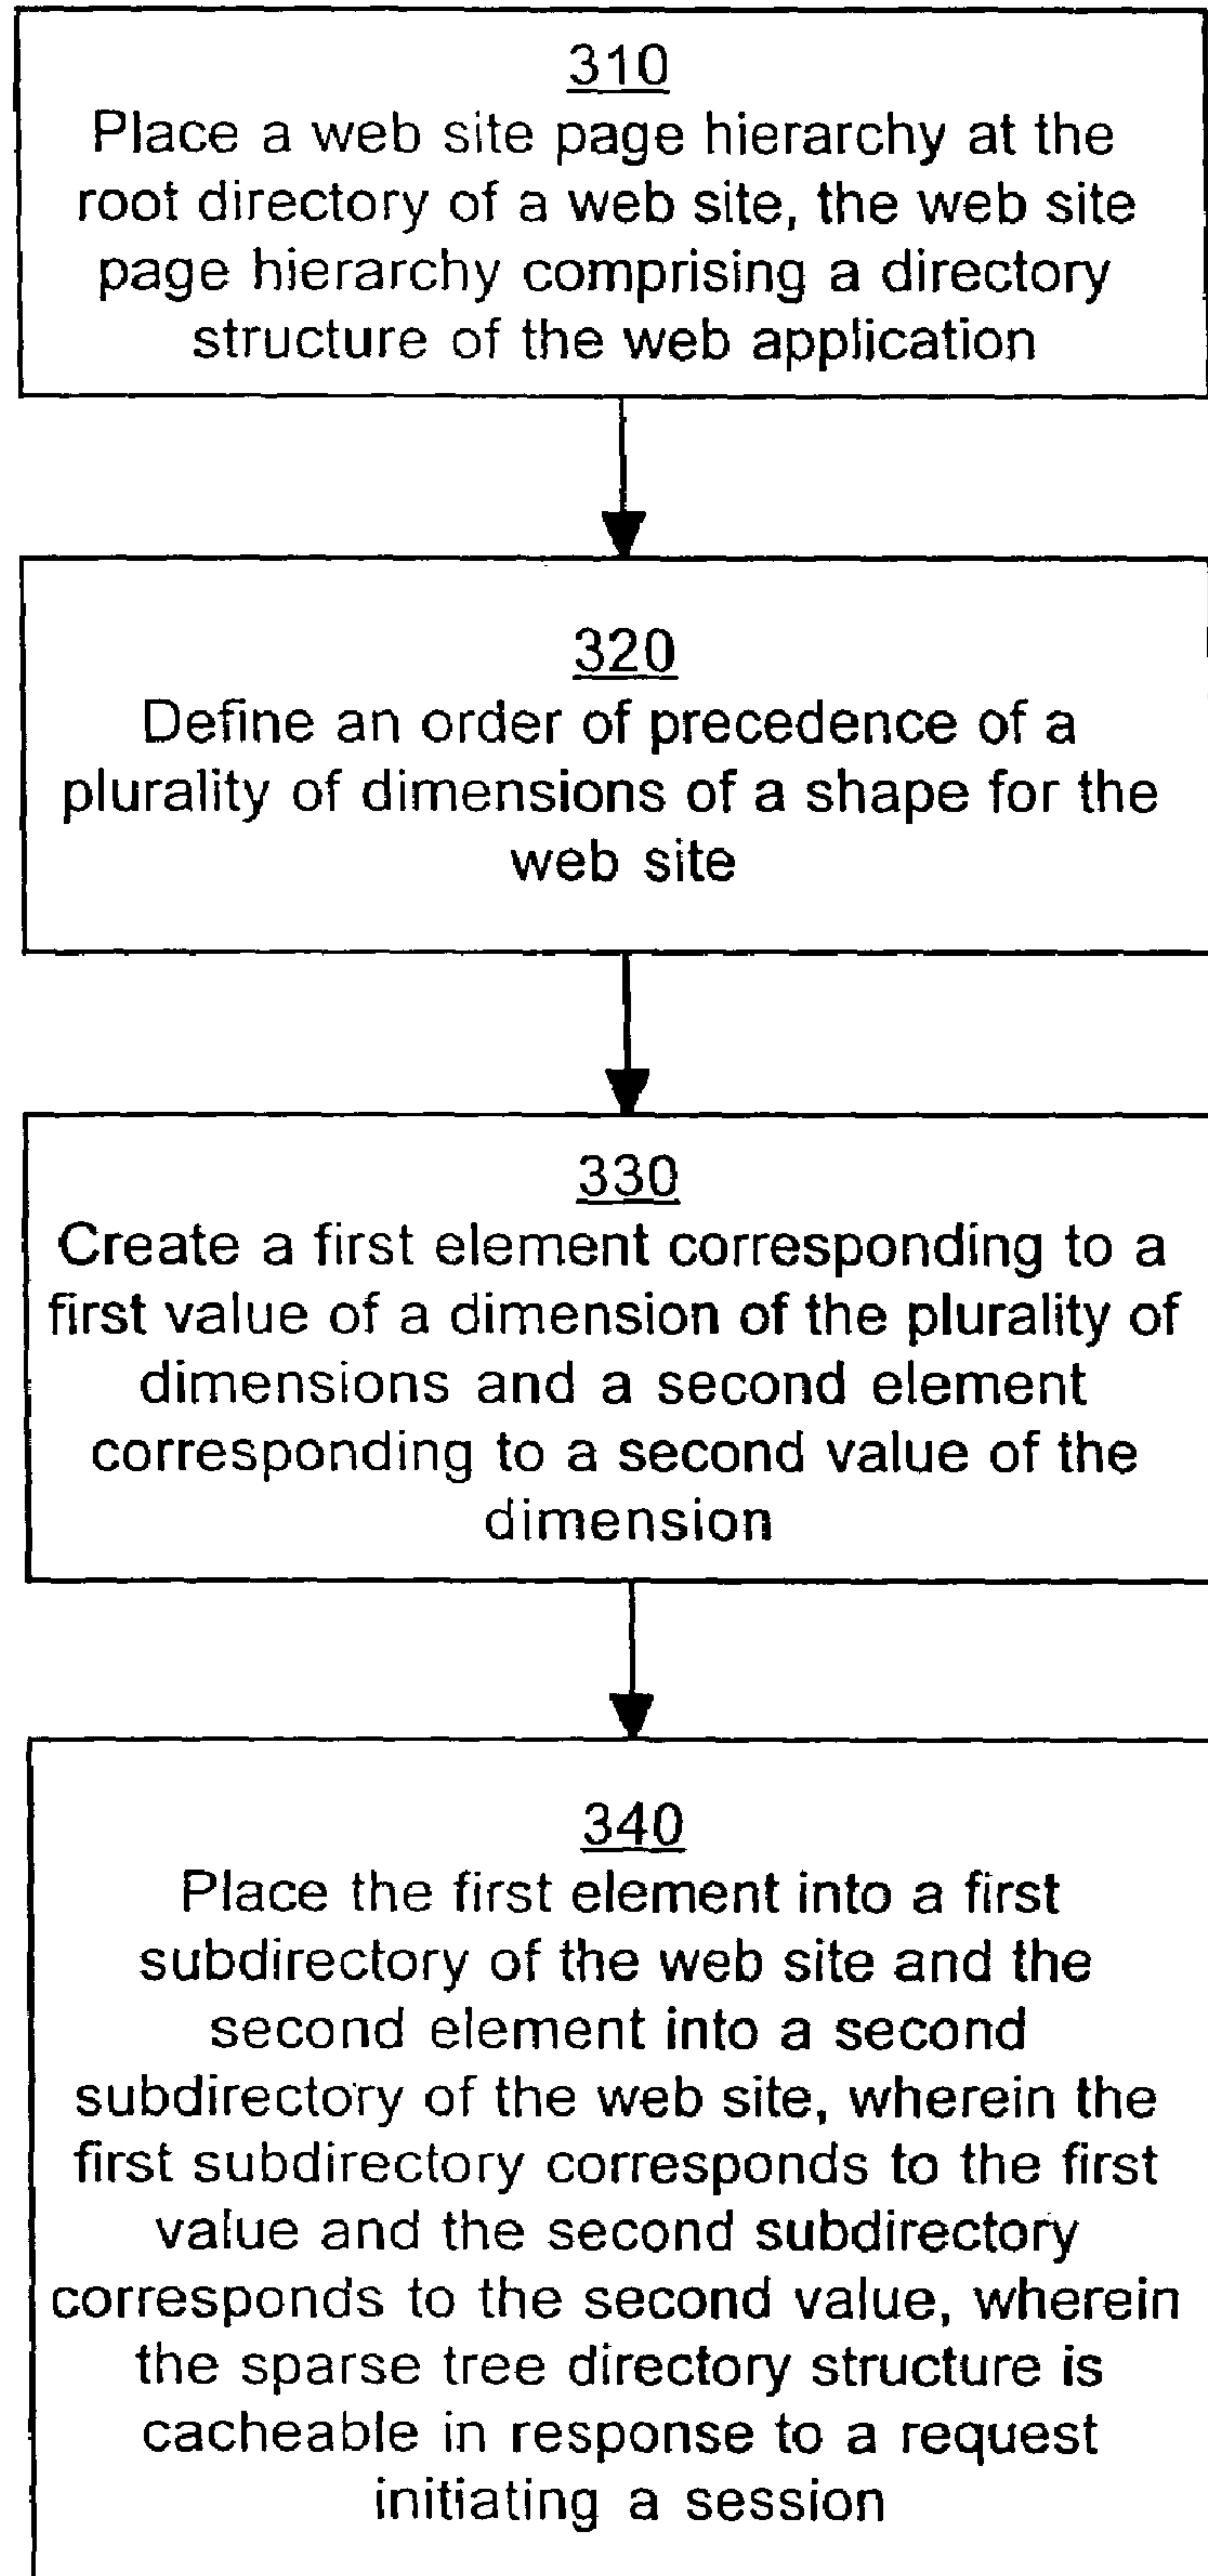 310
Place a web site page hierarchy at the
root directory of a web site, the web site
page hierarchy comprising a directory
structure of the web application
320
Define an order of precedence of a
plurality of dimensions of a shape for the
web site
330
Create a first element corresponding to a
first value of a dimension of the plurality of
dimensions and a second element
corresponding to a second value of the
dimension
340
Place the first element into a first
subdirectory of the web site and the
second element into a second
subdirectory of the web site, wherein the
first subdirectory corresponds to the first
value and the second subdirectory
corresponds to the second value, wherein
the sparse tree directory structure is
cacheable in response to a request
initiating a session